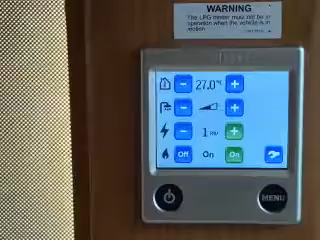 WARNING
The LPG heater must not be in
operation when the vehicle is in
motion
- 27.0 °C +
- +
- 1 kW +
Off On On
MENU